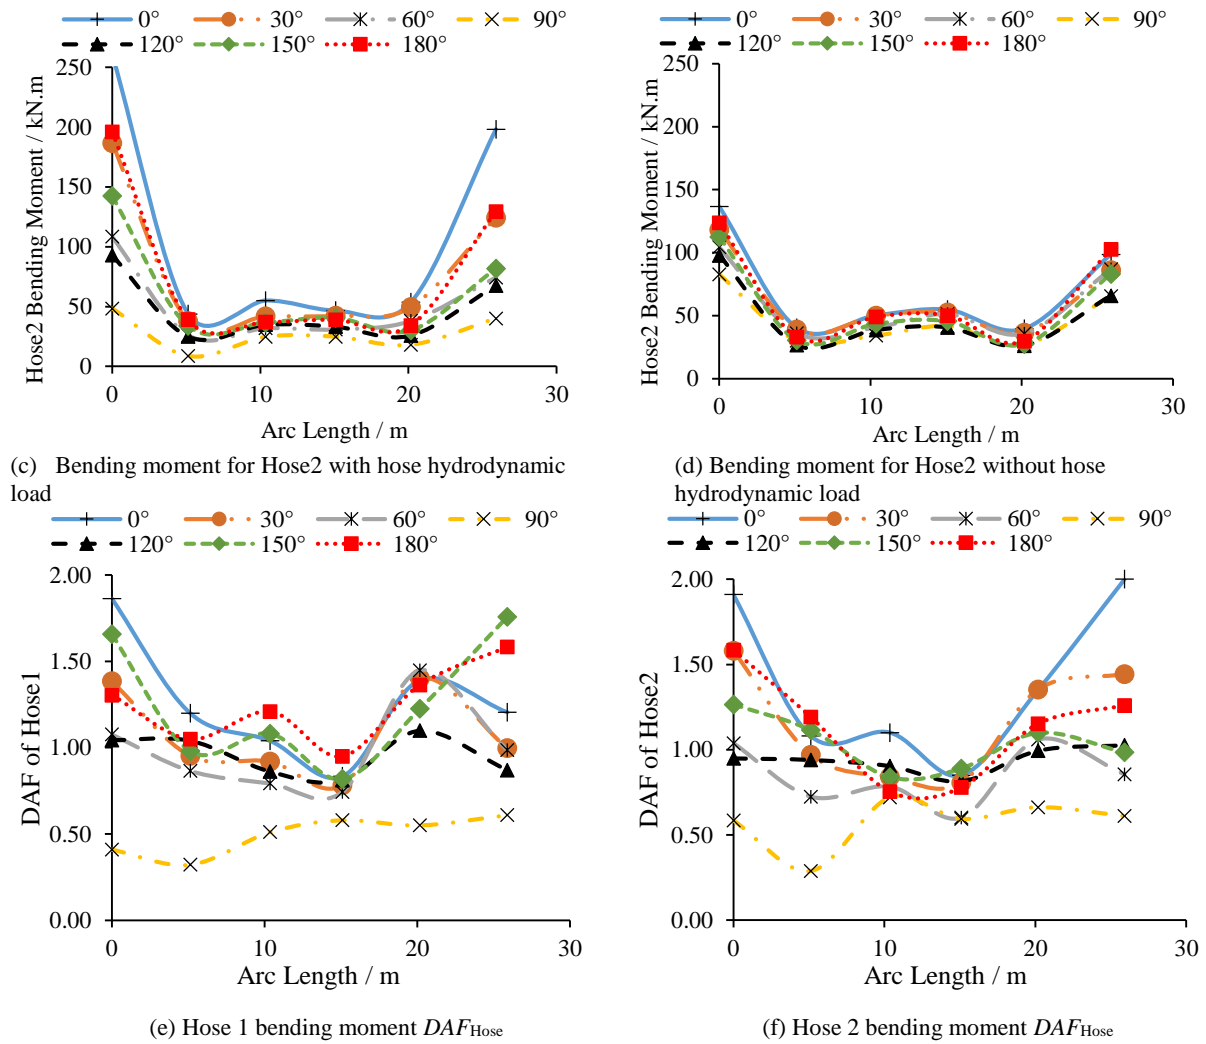 0° 30° 60° 90°
120° 150° 180°
250
200
150
100
50
0
0 10 20 30
Hose2 Bending Moment / kN.m
Arc Length / m
(c) Bending moment for Hose2 with hose hydrodynamic
load
0° 30° 60° 90°
120° 150° 180°
250
200
150
100
50
0
0 10 20 30
Hose2 Bending Moment / kN.m
Arc Length / m
(d) Bending moment for Hose2 without hose
hydrodynamic load
0° 30° 60° 90°
120° 150° 180°
2.00
1.50
1.00
0.50
0.00
0 10 20 30
DAF of Hose1
Arc Length / m
(e) Hose 1 bending moment DAFHose
0° 30° 60° 90°
120° 150° 180°
2.00
1.50
1.00
0.50
0.00
0 10 20 30
DAF of Hose2
Arc Length / m
(f) Hose 2 bending moment DAFHose